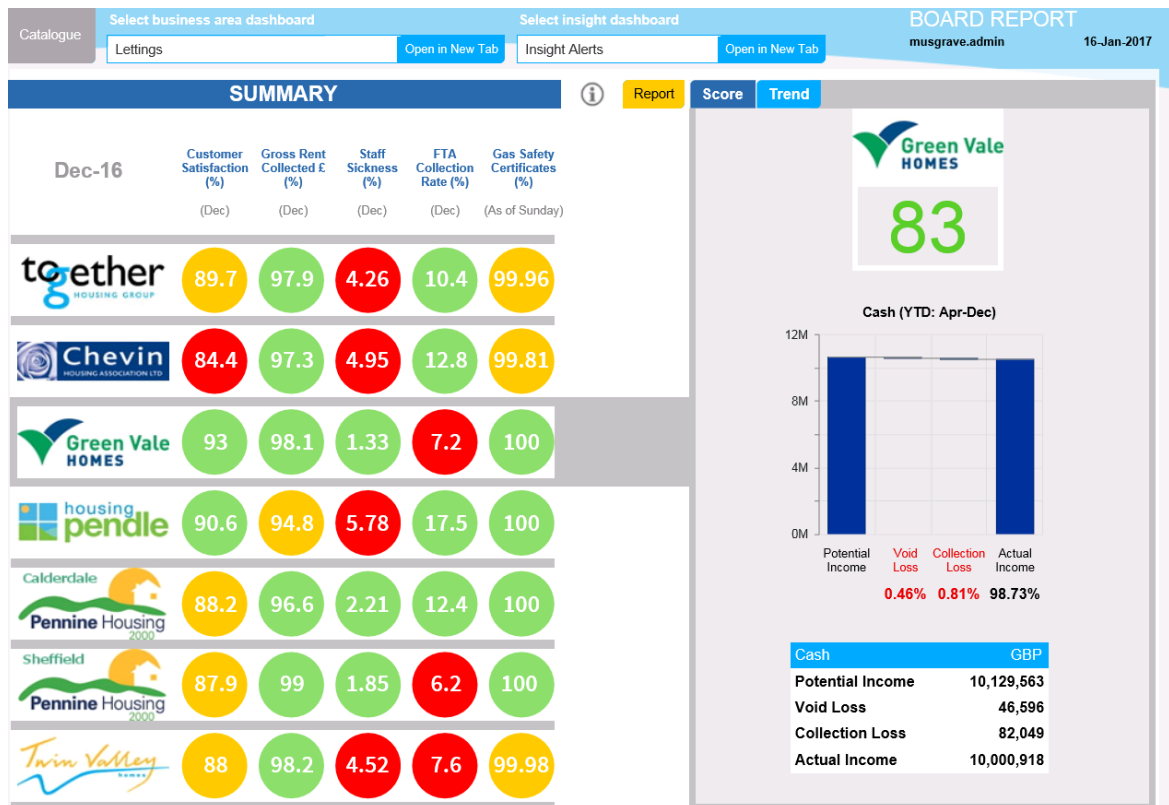 Catalogue
Select business area dashboard
Lettings
Open in New Tab
Select insight dashboard
Insight Alerts
Open in New Tab
BOARD REPORT
musgrave.admin 16-Jan-2017
SUMMARY
Report Score Trend
Dec-16
Customer Satisfaction (%)
Gross Rent Collected £ (%)
Staff Sickness (%)
FTA Collection Rate (%)
Gas Safety Certificates (%)
(Dec) (Dec) (Dec) (Dec) (As of Sunday)
together
HOUSING GROUP
89.7 97.9 4.26 10.4 99.96
Chevin
HOUSING ASSOCIATION LTD
84.4 97.3 4.95 12.8 99.81
Green Vale
HOMES
93 98.1 1.33 7.2 100
housing
pendle
90.6 94.8 5.78 17.5 100
Calderdale
Pennine Housing
2000
88.2 96.6 2.21 12.4 100
Sheffield
Pennine Housing
2000
87.9 99 1.85 6.2 100
Twin Valley
homes
88 98.2 4.52 7.6 99.98
Green Vale
HOMES
83
Cash (YTD: Apr-Dec)
12M
8M
4M
0M
Potential Income
Void Loss
Collection Loss
Actual Income
0.46% 0.81% 98.73%
Cash GBP
Potential Income 10,129,563
Void Loss 46,596
Collection Loss 82,049
Actual Income 10,000,918